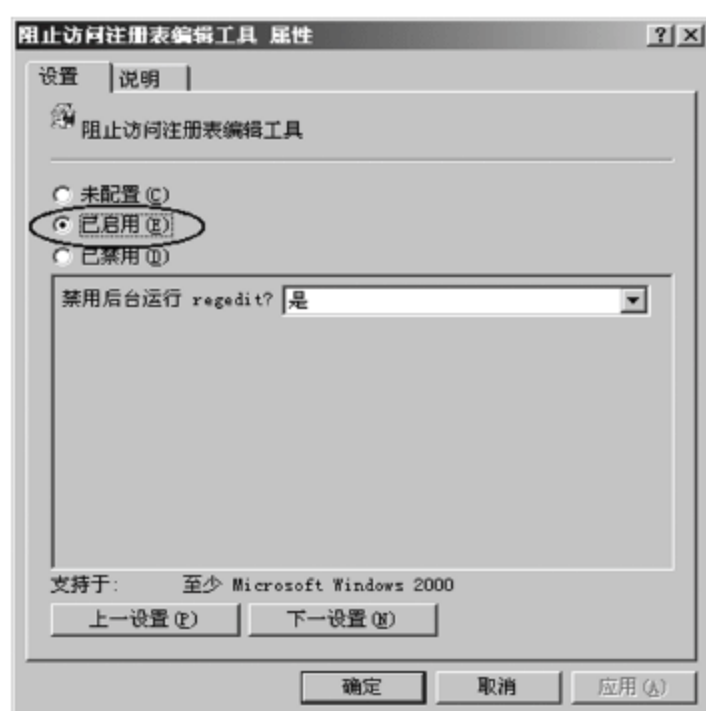 阻止访问注册表编辑工具 属性
设置 说明
阻止访问注册表编辑工具
未配置(C)
已启用(E)
已禁用(D)
禁用后台运行 regedit? 是
支持于: 至少 Microsoft Windows 2000
上一设置(P) 下一设置(N)
确定 取消 应用(A)